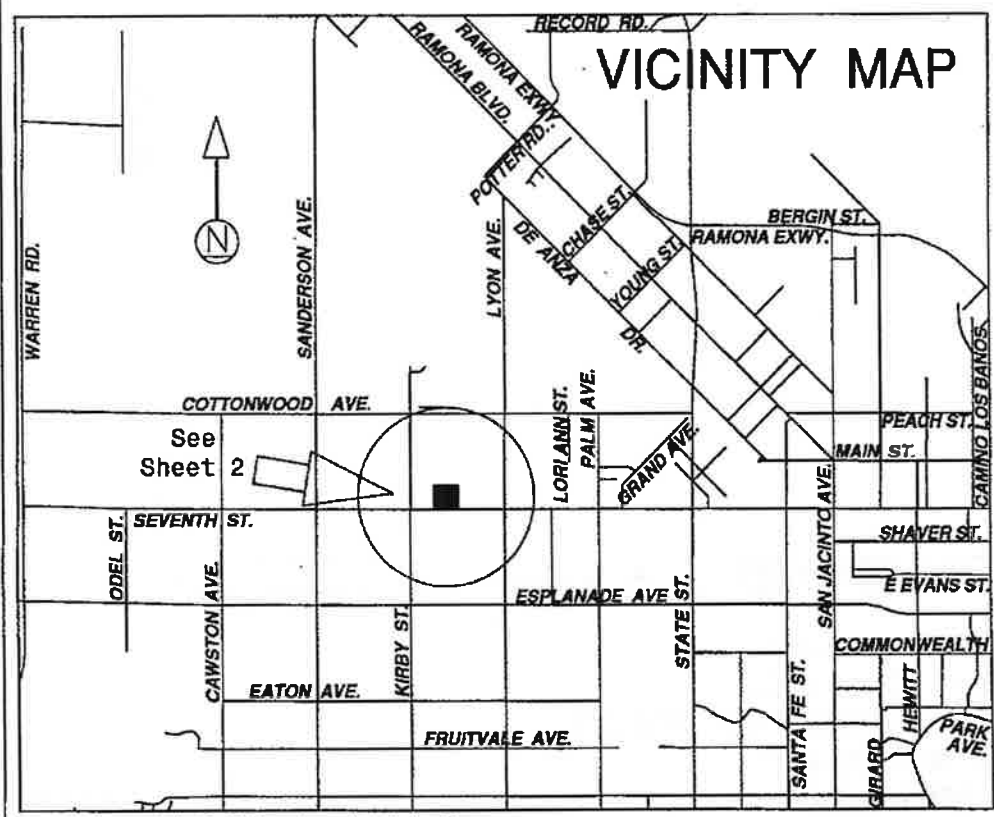 RECORD RD.
VICINITY MAP
RAMONA EXWY.
RAMONA BLVD.
POTTER RD.
CHASE ST.
BERGIN ST.
RAMONA EXWY.
N
DE ANZA
YOUNG ST.
DR.
WARREN RD.
SANDERSON AVE.
LYON AVE.
CAMINO LOS BANOS
COTTONWOOD AVE.
LORLANN ST.
PALM AVE.
GRAND AVE.
PEACH ST.
MAIN ST.
See
Sheet 2
SEVENTH ST.
ODEL ST.
SAN JACINTO AVE.
SHAVER ST.
E EVANS ST.
ESPLANADE AVE
CAWSTON AVE.
KIRBY ST.
STATE ST.
COMMONWEALTH
EATON AVE.
SANTA FE ST.
HEWITT
GIRARD
PARK
AVE.
FRUITVALE AVE.